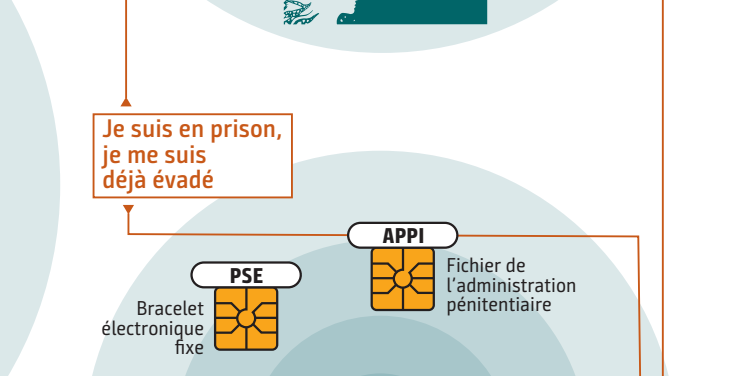 Je suis en prison,
je me suis
déjà évadé
APPI
Fichier de
l'administration
pénitentiaire
PSE
Bracelet
électronique
fixe